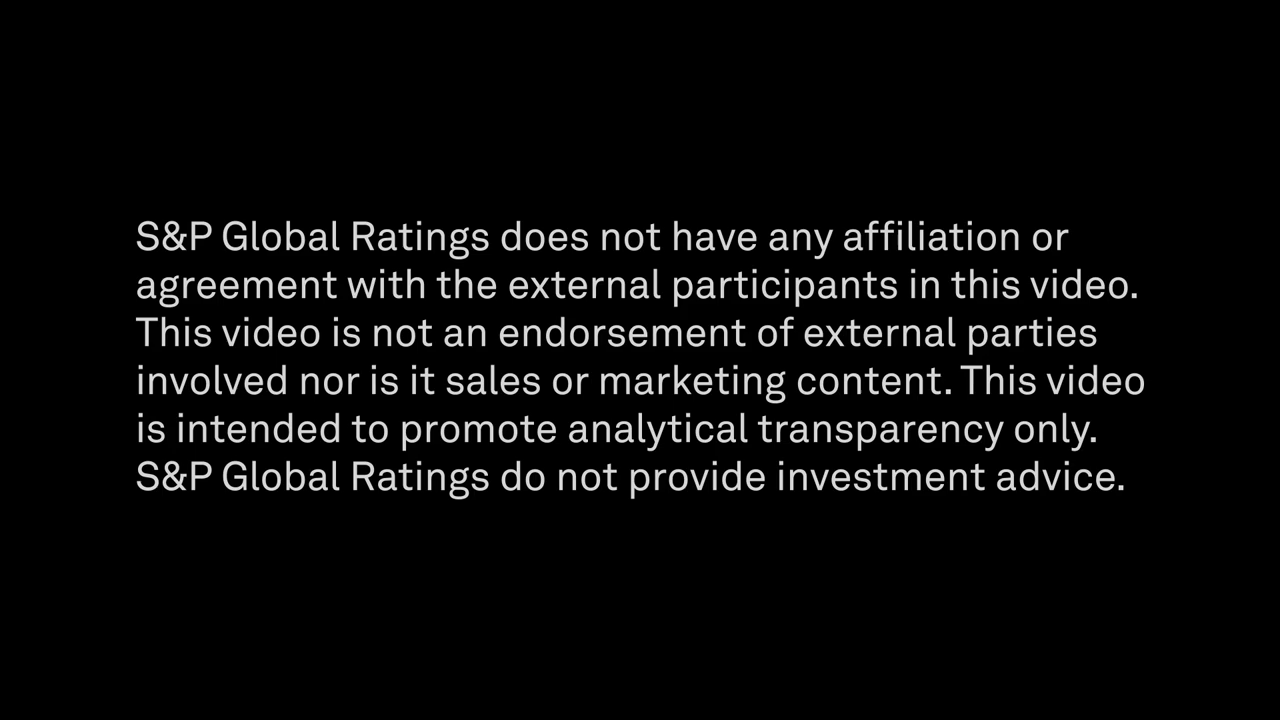 S&P Global Ratings does not have any affiliation or
agreement with the external participants in this video.
This video is not an endorsement of external parties
involved nor is it sales or marketing content. This video
is intended to promote analytical transparency only.
S&P Global Ratings do not provide investment advice.